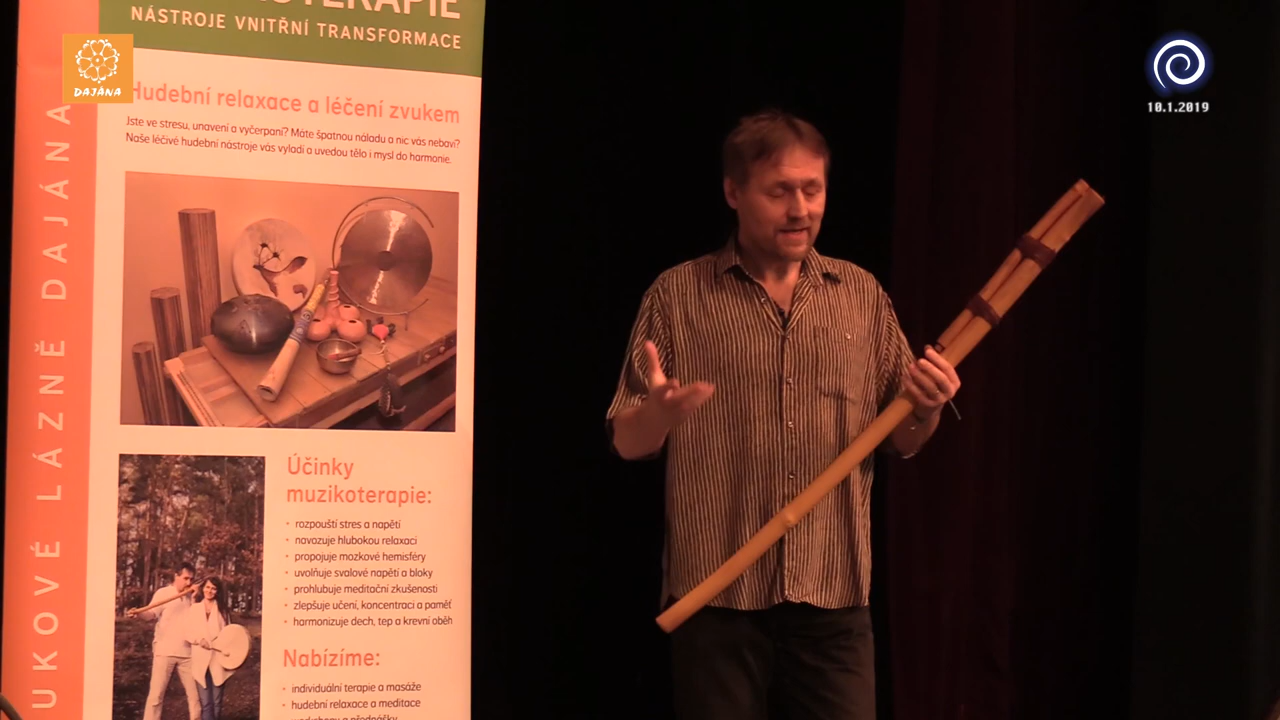 NÁSTROJE VNITŘNÍ TRANSFORMACE
DAJÁNA
10.1.2019
Hudební relaxace a léčení zvukem
Jste ve stresu, unavení a vyčerpaní? Máte špatnou náladu a nic vás nebaví?
Naše léčivé hudební nástroje vás vyladí a uvedou tělo i mysl do harmonie.
UKOVÉ LÁZNĚ DAJÁNA
Účinky
muzikoterapie:
• rozpouští stres a napětí
• navozuje hlubokou relaxaci
• propojuje mozkové hemisféry
• uvolňuje svalové napětí a bloky
• prohlubuje meditační zkušenosti
• zlepšuje učení, koncentraci a paměť
• harmonizuje dech, tep a krevní oběh
Nabízíme:
• individuální terapie a masáže
• hudební relaxace a meditace